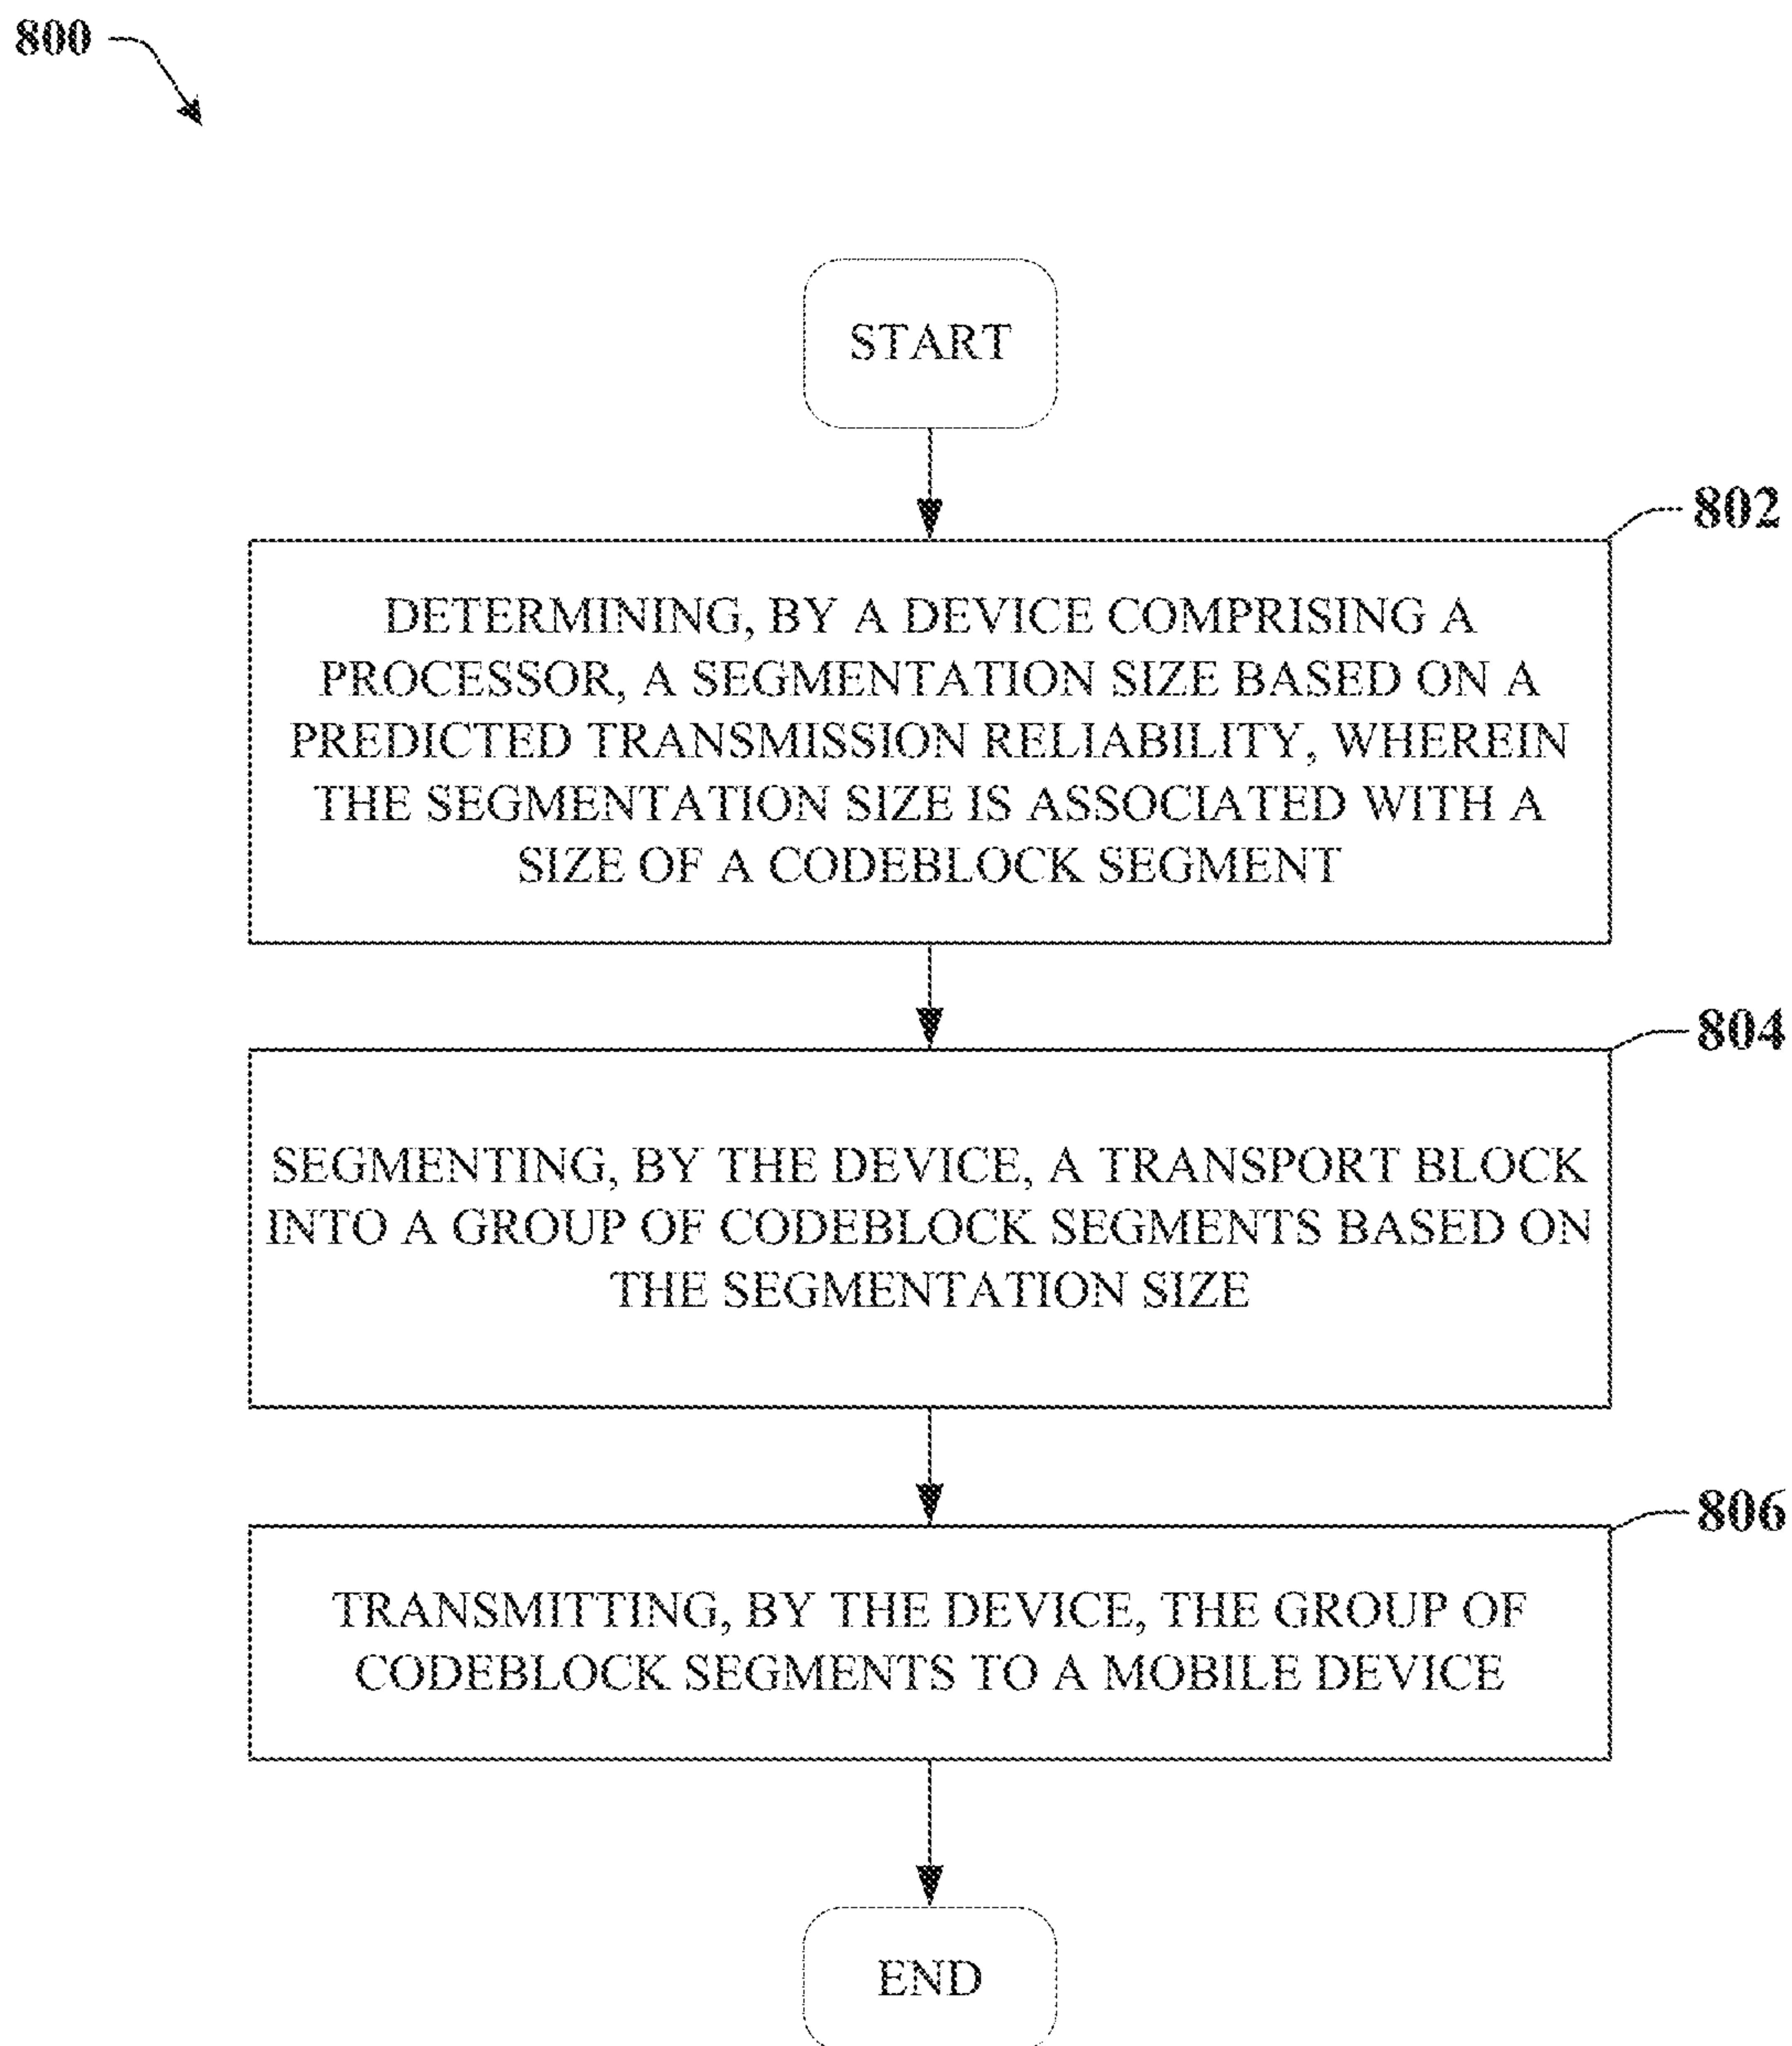 800
START
802
DETERMINING, BY A DEVICE COMPRISING A
PROCESSOR, A SEGMENTATION SIZE BASED ON A
PREDICTED TRANSMISSION RELIABILITY, WHEREIN
THE SEGMENTATION SIZE IS ASSOCIATED WITH A
SIZE OF A CODEBLOCK SEGMENT
804
SEGMENTING, BY THE DEVICE, A TRANSPORT BLOCK
INTO A GROUP OF CODEBLOCK SEGMENTS BASED ON
THE SEGMENTATION SIZE
806
TRANSMITTING, BY THE DEVICE, THE GROUP OF
CODEBLOCK SEGMENTS TO A MOBILE DEVICE
END